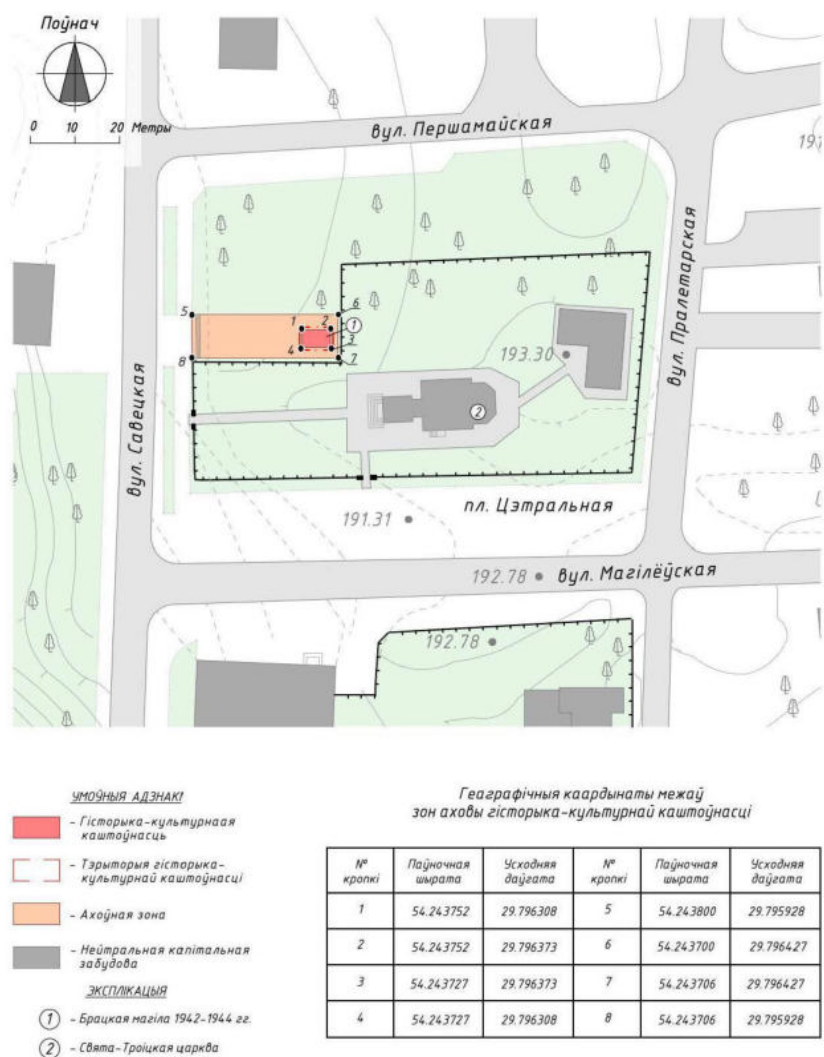 Поўнач
0 10 20 Метры
вул. Першамайская
191
5
6
1 2
1
3
4
8
7
193.30
2
вул. Савецкая
вул. Пралетарская
191.31
пл. Цэтральная
192.78
вул. Магілёўская
192.78
УМОЎНЫЯ АДЗНАКІ
- Гісторыка-культурнаая
каштоўнасць
- Тэрыторыя гісторыка-
культурнай каштоўнасці
- Ахоўная зона
- Нейтральная капітальная
забудова
ЭКСПЛІКАЦЫЯ
1 - Брацкая магіла 1942-1944 гг.
2 - Свята-Троіцкая царква
Геаграфічныя каардынаты межаў
зон аховы гісторыка-культурнай каштоўнасці
№ кропкі Паўночная шырата Усходняя даўгата № кропкі Паўночная шырата Усходняя даўгата
1 54.243752 29.796308 5 54.243800 29.795928
2 54.243752 29.796373 6 54.243700 29.796427
3 54.243727 29.796373 7 54.243706 29.796427
4 54.243727 29.796308 8 54.243706 29.795928